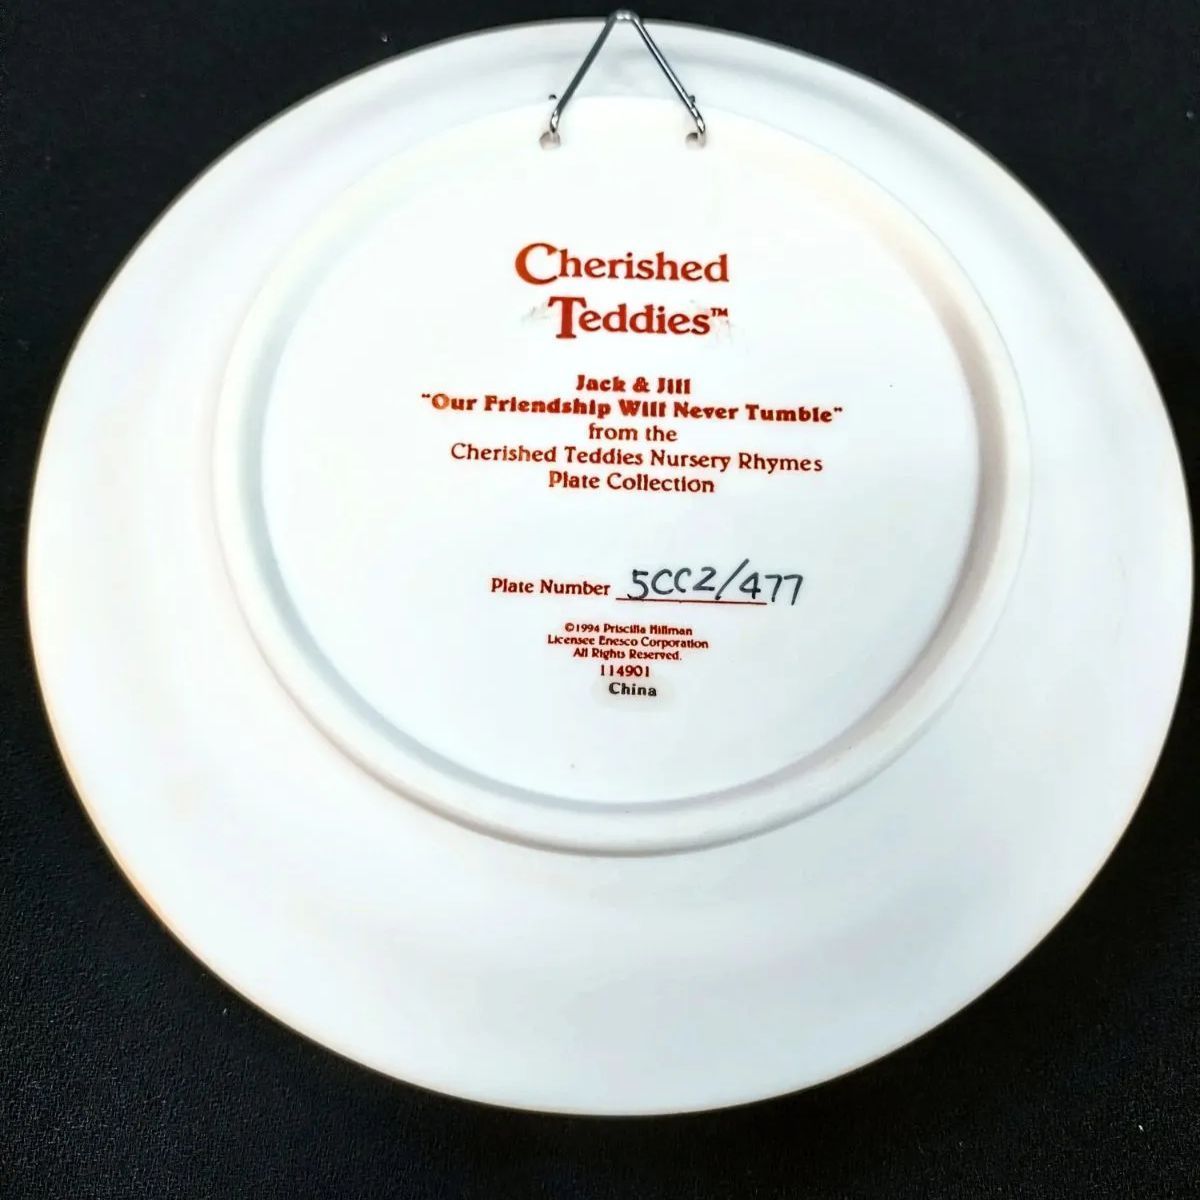 Cherished
Teddies™
Jack & Jill
"Our Friendship Will Never Tumble"
from the
Cherished Teddies Nursery Rhymes
Plate Collection
Plate Number 5CC2/477
©1994 Priscilla Hillman
Licensee Enesco Corporation
All Rights Reserved.
114901
China